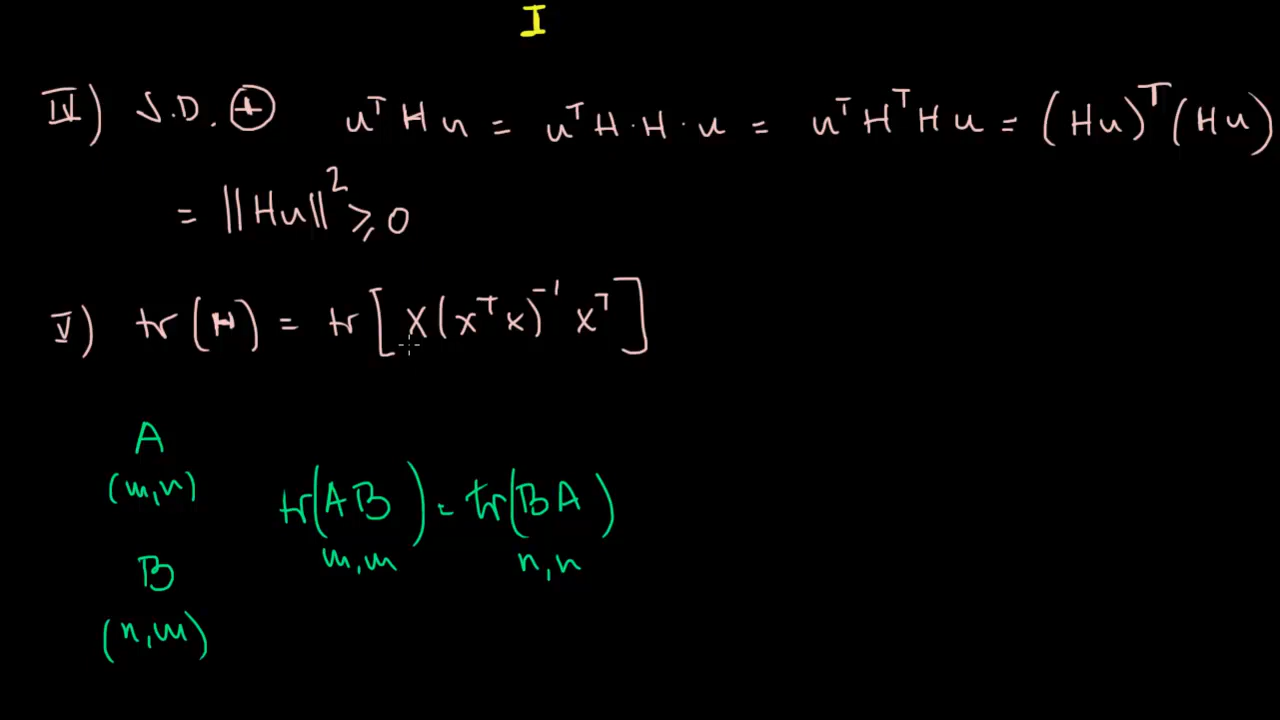 I
IV) S.D. ⊕ uᵀHu = uᵀH·H·u = uᵀHᵀHu = (Hu)ᵀ(Hu)
= ||Hu||² ⩾ 0
V) tr(H) = tr[X(xᵀx)⁻¹xᵀ]
A
(m,n)
tr(AB) = tr(BA)
m,m n,n
B
(n,m)